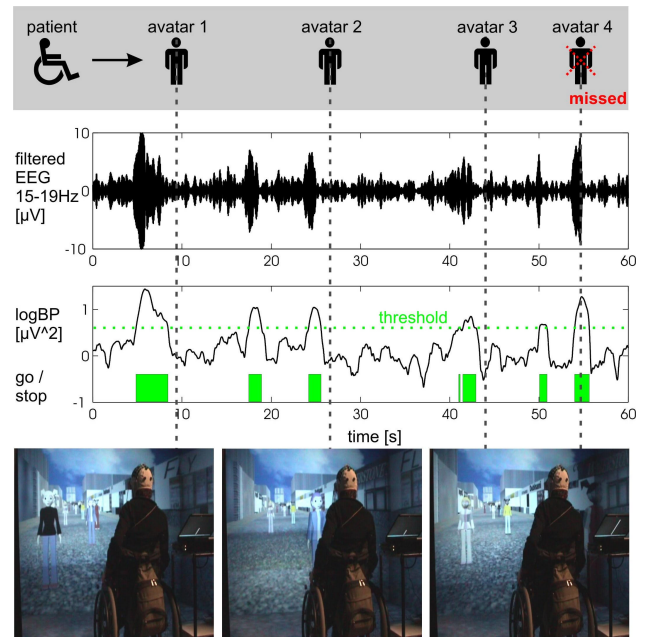 patient avatar 1 avatar 2 avatar 3 avatar 4
missed
filtered
EEG
15-19Hz
[µV]
10
0
-10
0 10 20 30 40 50 60
logBP
[µV^2]
threshold
1
0
-1
go /
stop
0 10 20 30 40 50 60
time [s]
FLY